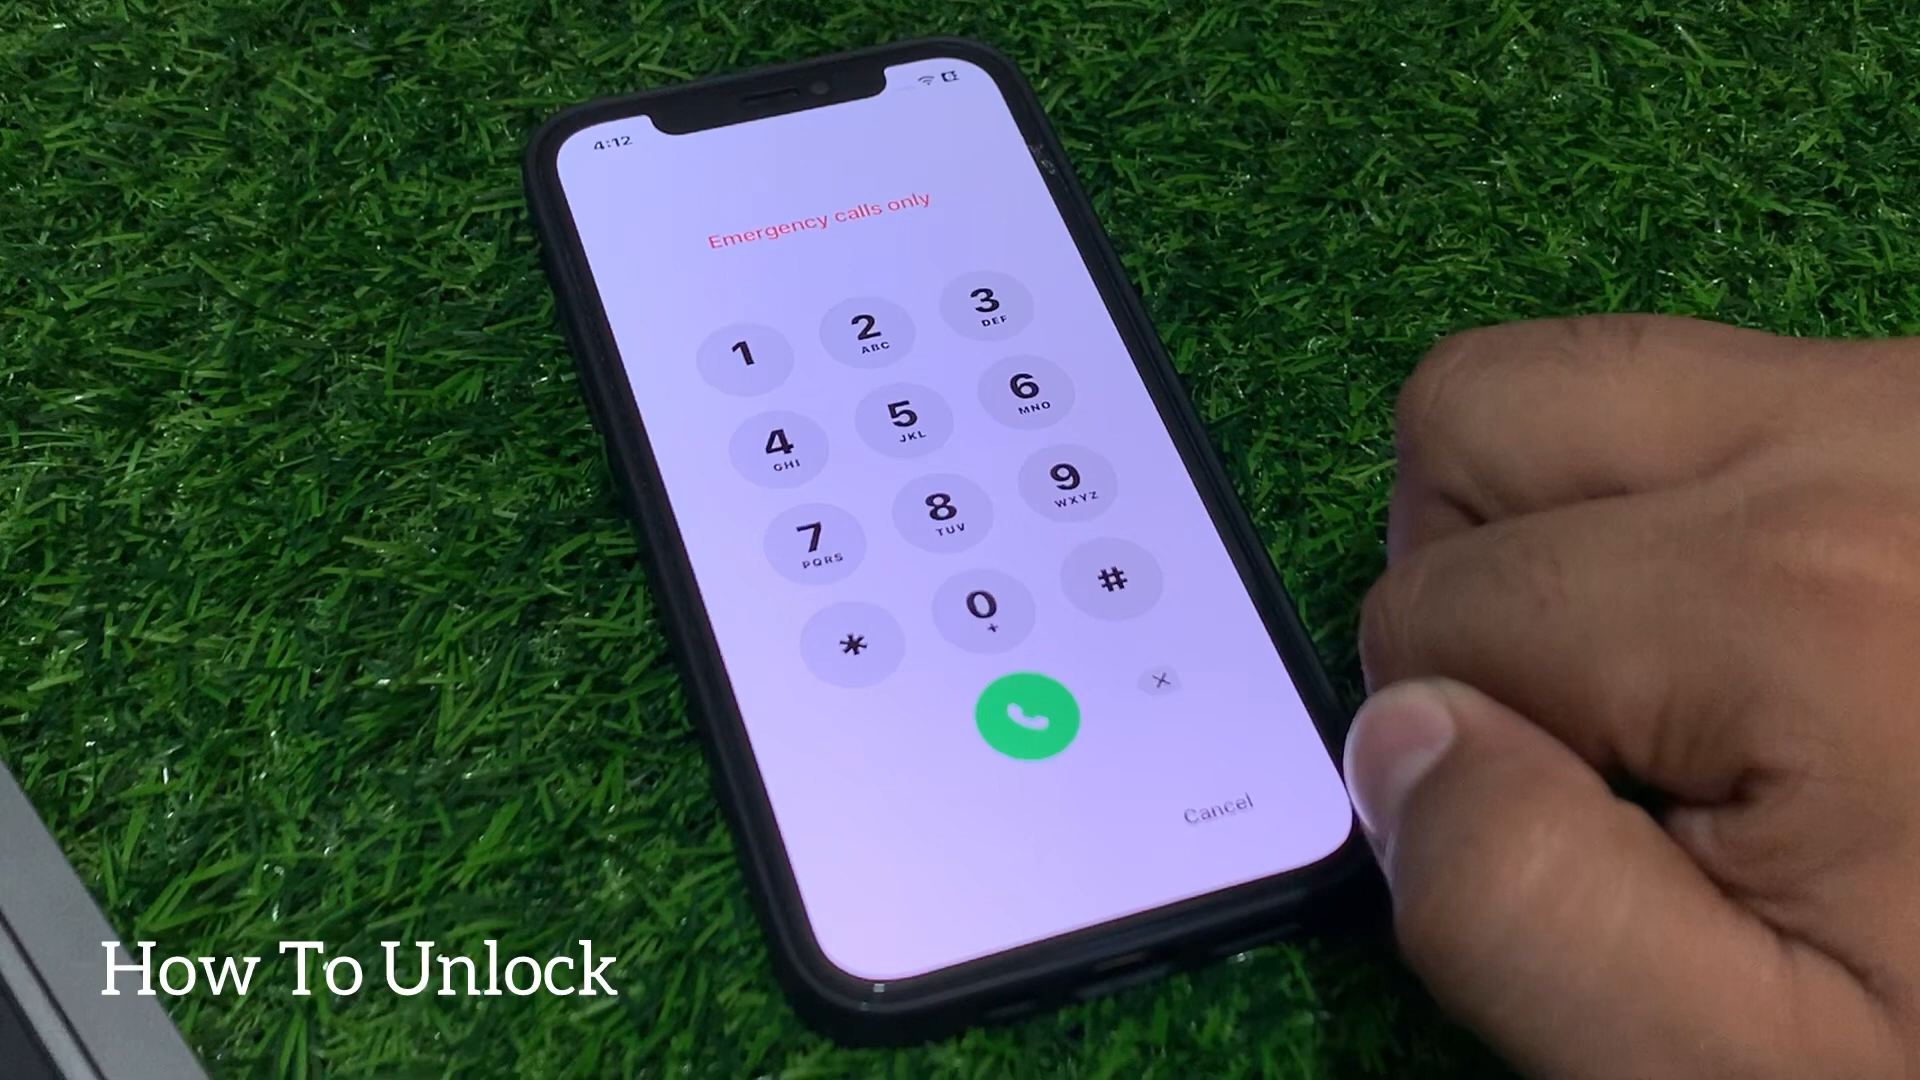 4:12
Emergency calls only
1
2
ABC
3
DEF
4
GHI
5
JKL
6
MNO
7
PQRS
8
TUV
9
WXYZ
*
0
+
#
Cancel
How To Unlock